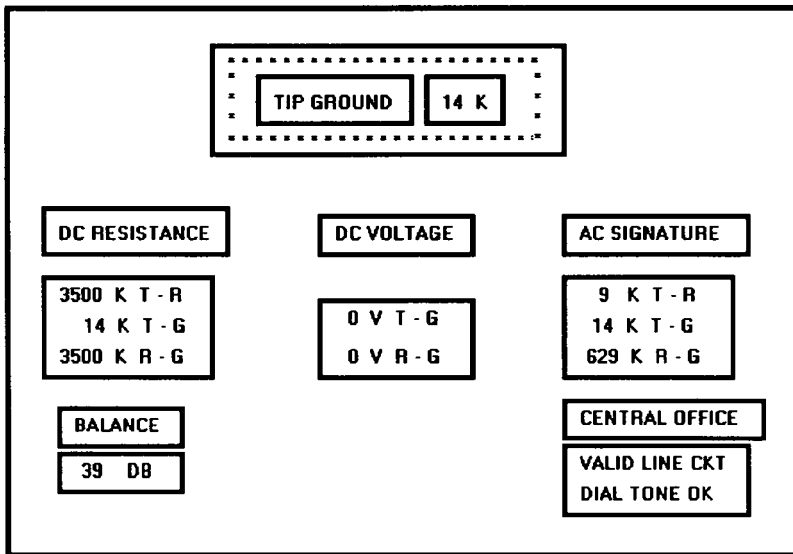 TIP GROUND 14 K
DC RESISTANCE
3500 K T-R
14 K T-G
3500 K R-G
DC VOLTAGE
0 V T-G
0 V R-G
AC SIGNATURE
9 K T-R
14 K T-G
629 K R-G
BALANCE
39 DB
CENTRAL OFFICE
VALID LINE CKT
DIAL TONE OK